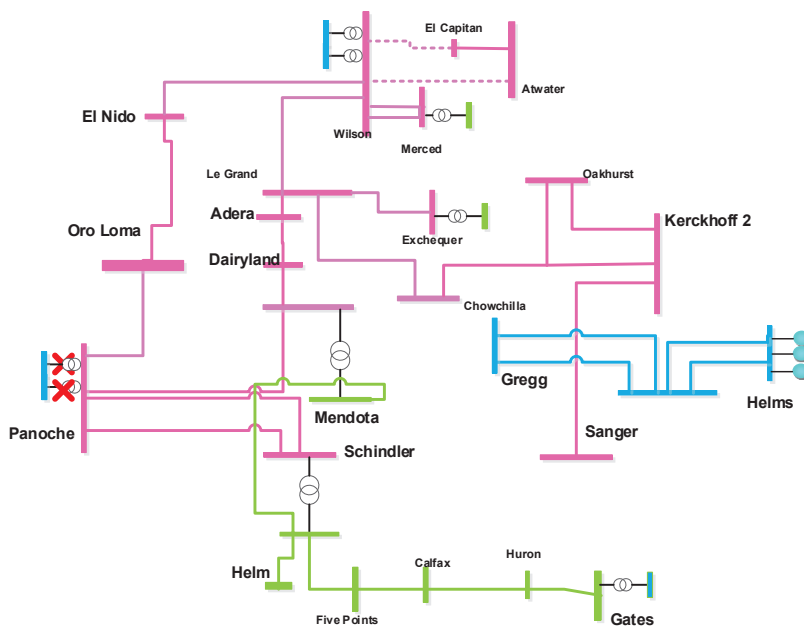 El Capitan
Atwater
El Nido
Wilson
Merced
Le Grand
Oakhurst
Adera
Kerckhoff 2
Oro Loma
Exchequer
Dairyland
Chowchilla
Gregg
Helms
Mendota
Panoche
Sanger
Schindler
Huron
Calfax
Helm
Five Points
Gates